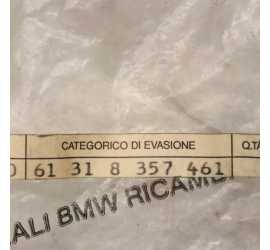 CATEGORICO DI EVASIONE Q.TA
61 31 8 357 461
ALI BMW RICAMB